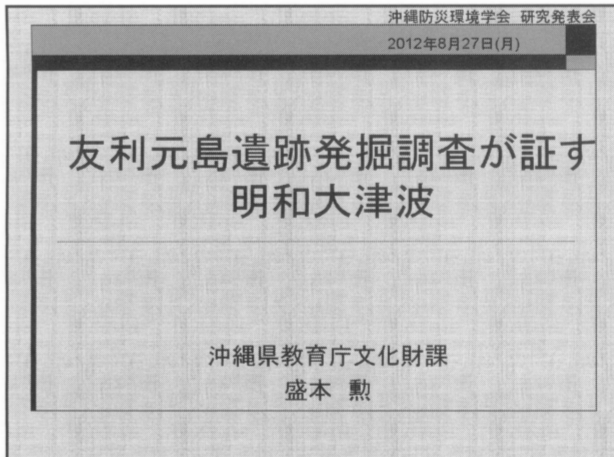 沖縄防災環境学会 研究発表会
2012年8月27日(月)
友利元島遺跡発掘調査が証す
明和大津波
沖縄県教育庁文化財課
盛本 勲